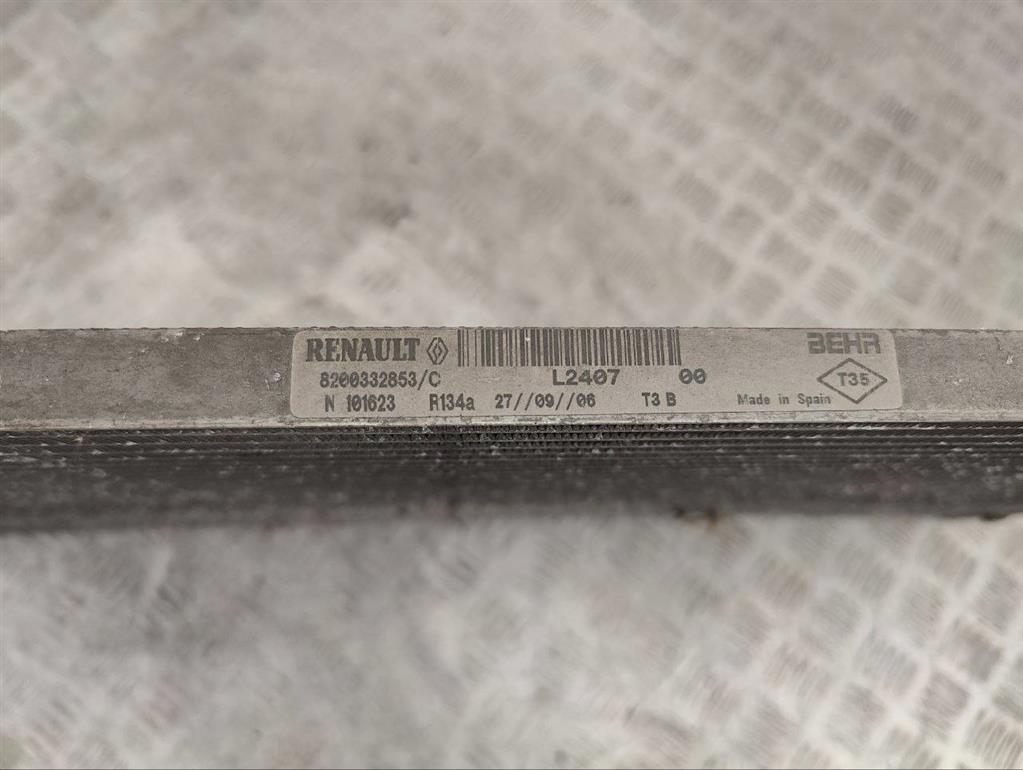 RENAULT BEHR
8200332853/C L2407 00 T35
N 101623 R134a 27//09//06 T3 B Made in Spain